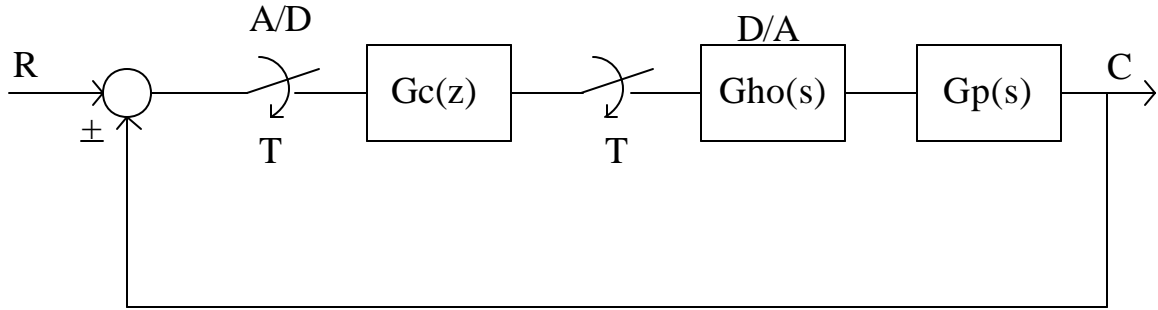 A/D
D/A
R
Gc(z)
Gho(s)
Gp(s)
C
±
T
T